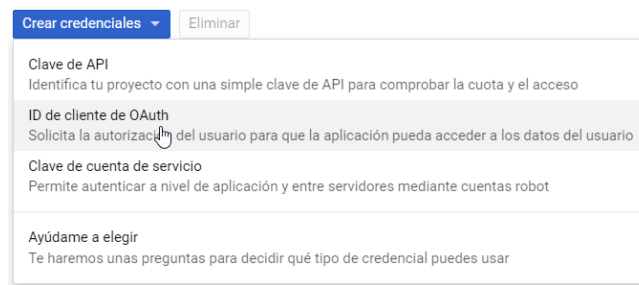 Crear credenciales Eliminar
Clave de API
Identifica tu proyecto con una simple clave de API para comprobar la cuota y el acceso
ID de cliente de OAuth
Solicita la autorización del usuario para que la aplicación pueda acceder a los datos del usuario
Clave de cuenta de servicio
Permite autenticar a nivel de aplicación y entre servidores mediante cuentas robot
Ayúdame a elegir
Te haremos unas preguntas para decidir qué tipo de credencial puedes usar